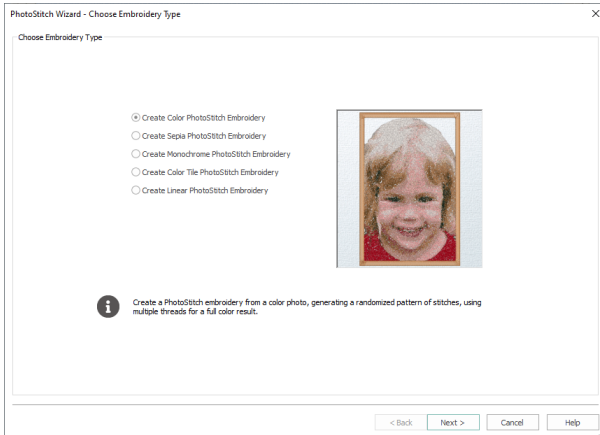 PhotoStitch Wizard - Choose Embroidery Type
Choose Embroidery Type
Create Color PhotoStitch Embroidery
Create Sepia PhotoStitch Embroidery
Create Monochrome PhotoStitch Embroidery
Create Color Tile PhotoStitch Embroidery
Create Linear PhotoStitch Embroidery
Create a PhotoStitch embroidery from a color photo, generating a randomized pattern of stitches, using
multiple threads for a full color result.
< Back Next > Cancel Help